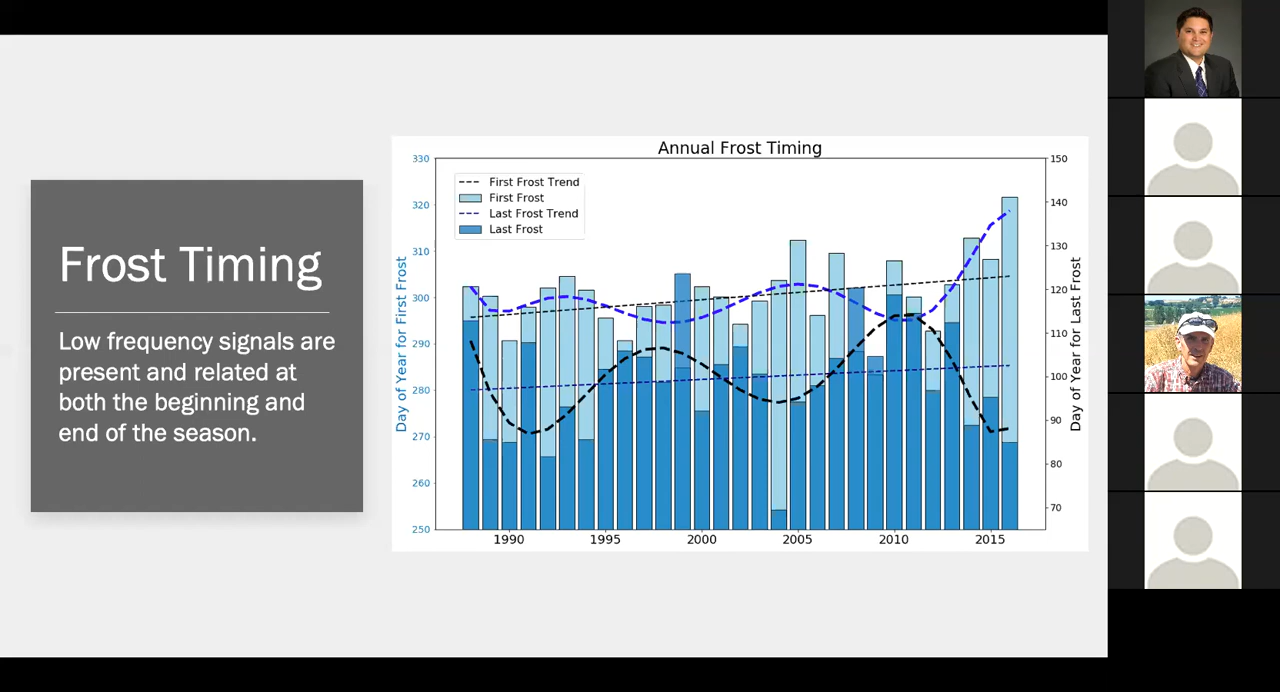 Frost Timing
Low frequency signals are
present and related at
both the beginning and
end of the season.
Annual Frost Timing
First Frost Trend
First Frost
Last Frost Trend
Last Frost
Day of Year for First Frost
330
320
310
300
290
280
270
260
250
Day of Year for Last Frost
150
140
130
120
110
100
90
80
70
1990 1995 2000 2005 2010 2015